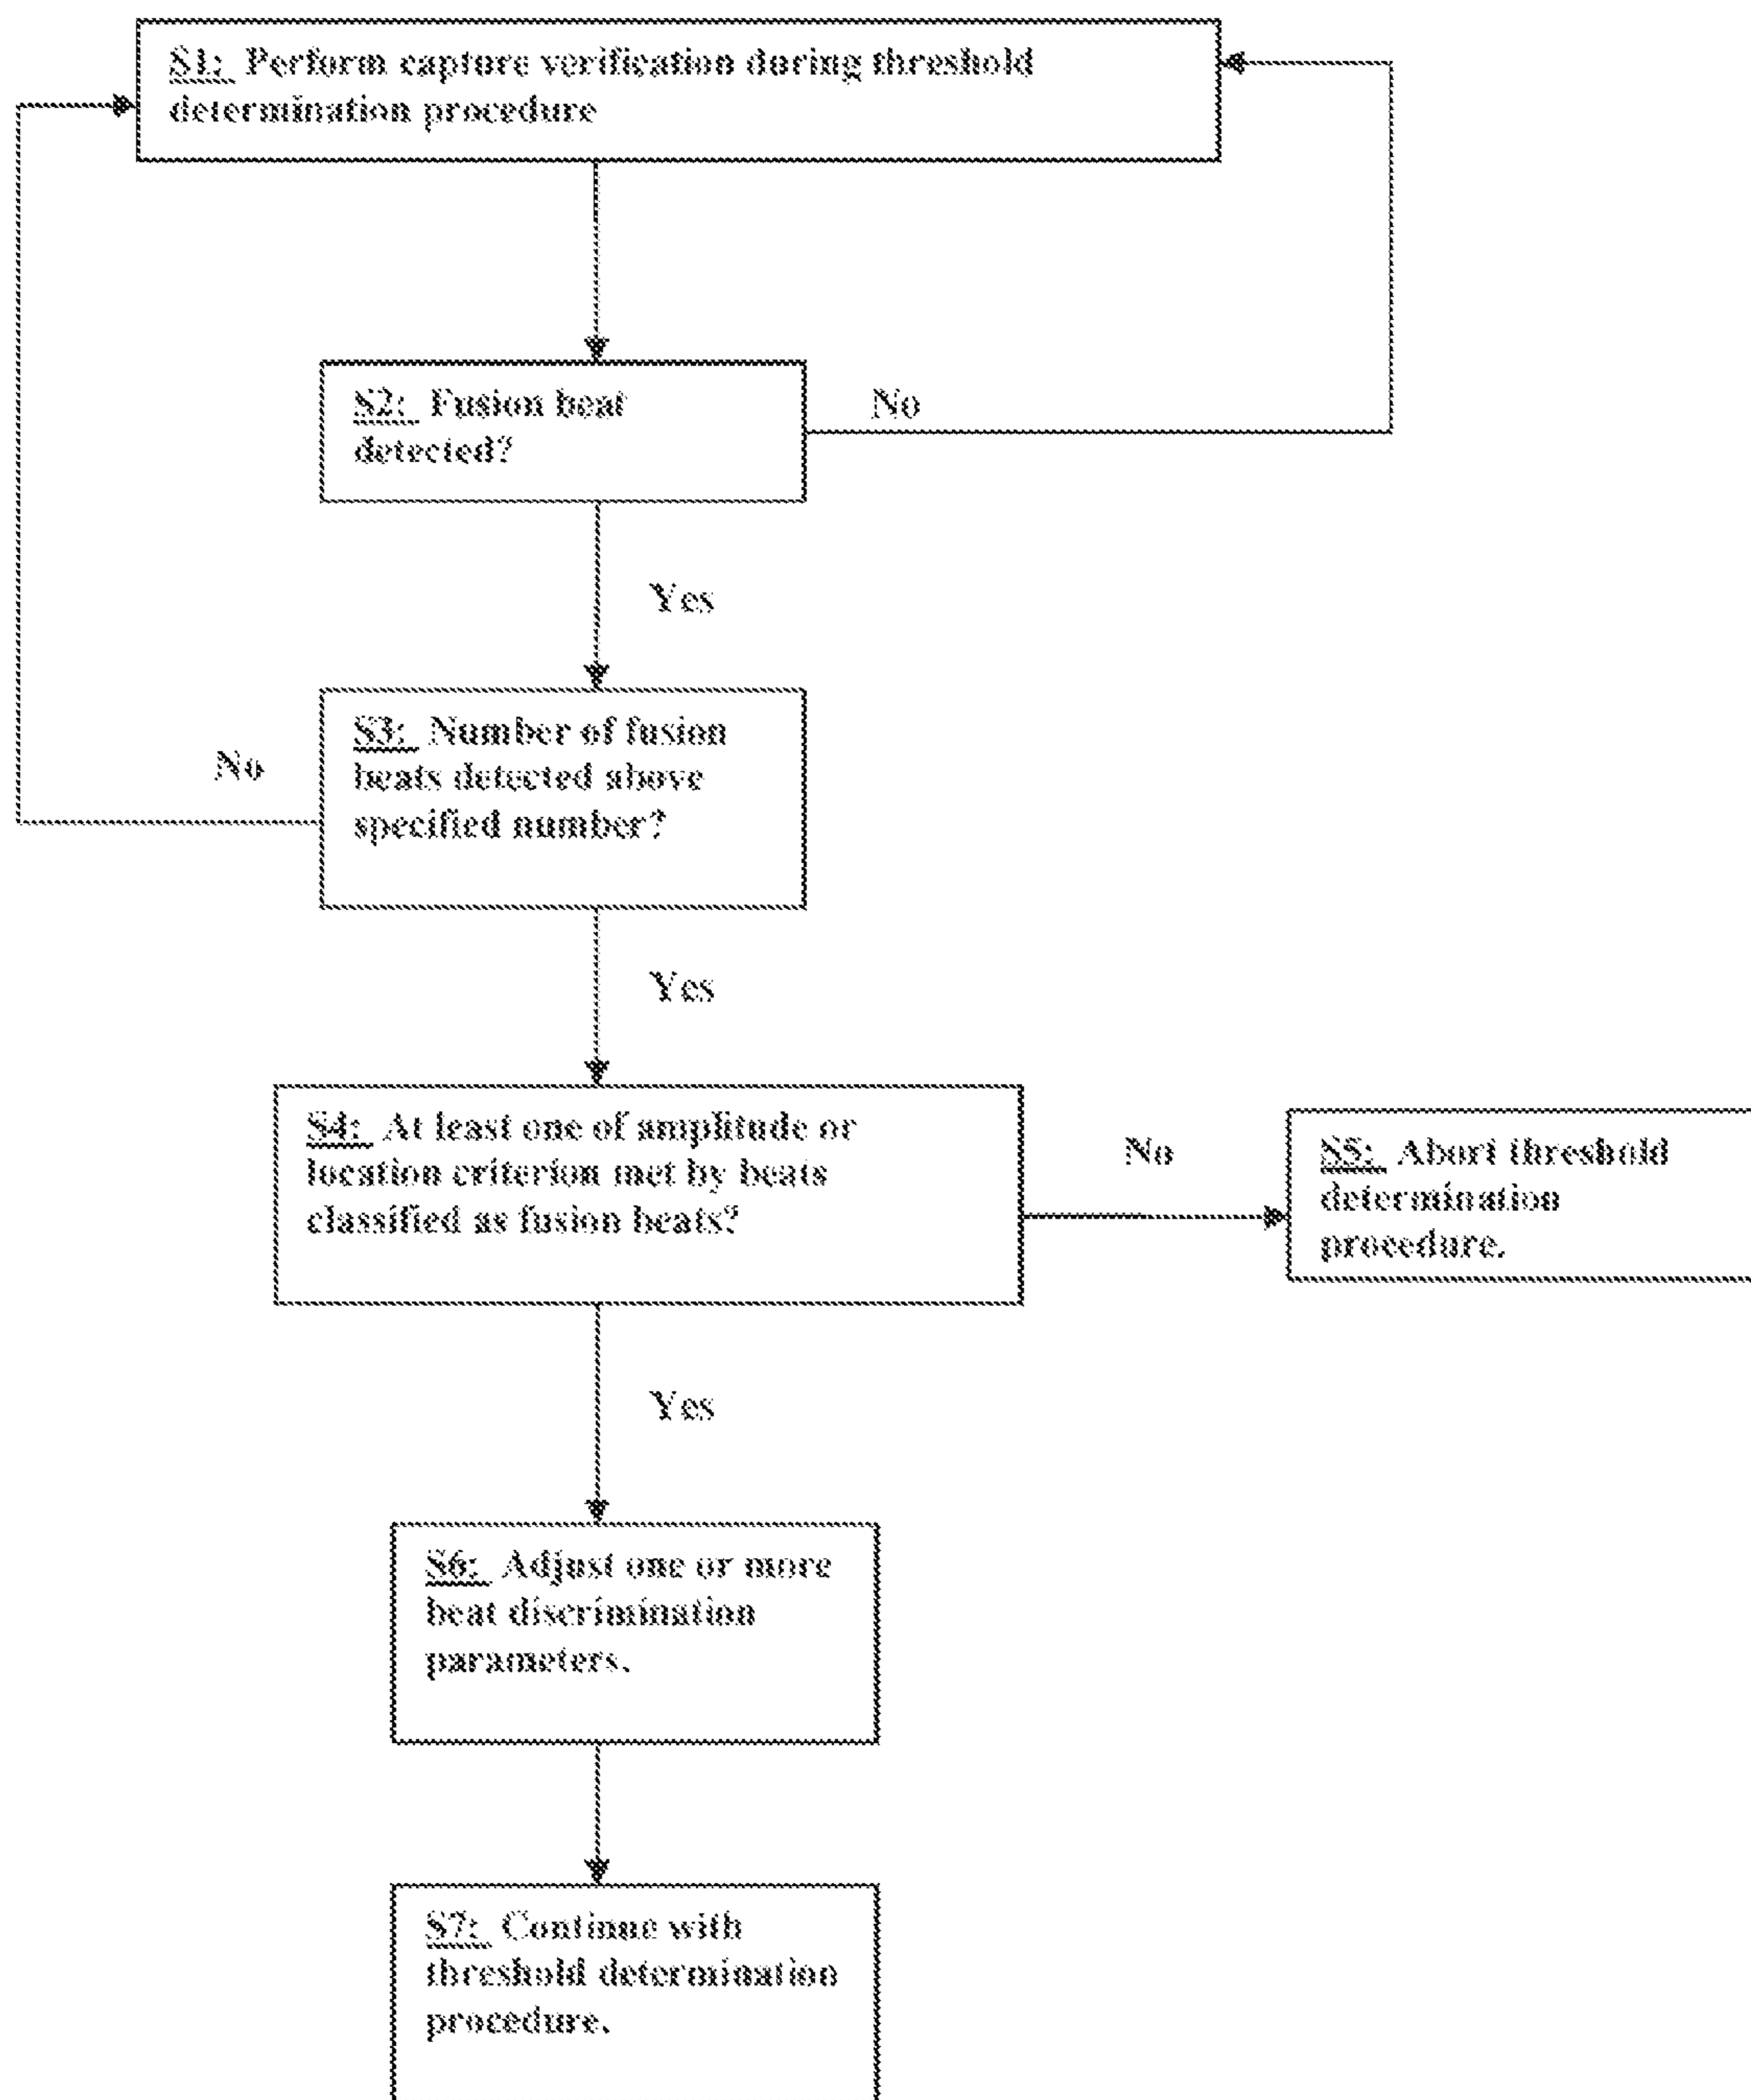 S1: Perform capture verification during threshold
determination procedure
S2: Fusion beat
detected?
No
Yes
S3: Number of fusion
beats detected above
specified number?
No
Yes
S4: At least one of amplitude or
location criterion met by beats
classified as fusion beats?
No
S5: Abort threshold
determination
procedure.
Yes
S6: Adjust one or more
beat discrimination
parameters.
S7: Continue with
threshold determination
procedure.